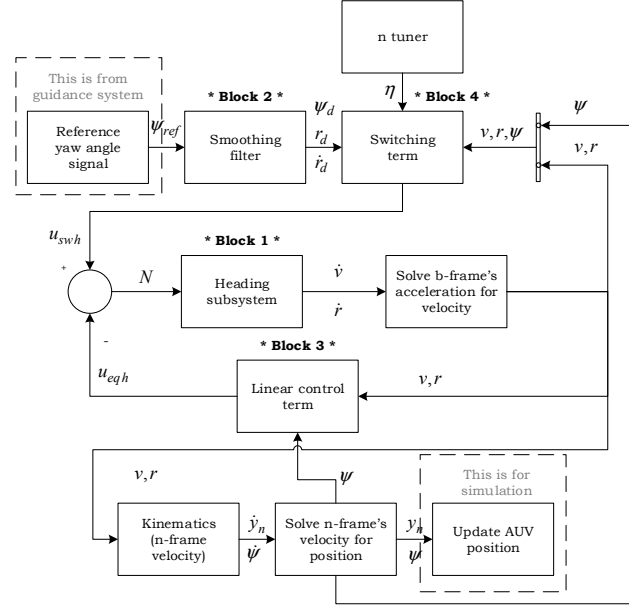 n tuner
This is from
guidance system
* Block 2 *
η
* Block 4 *
ψ
Reference
yaw angle
signal
ψref
Smoothing
filter
ψd
rd
ṙd
Switching
term
v, r, ψ
v, r
uswh
* Block 1 *
+
N
Heading
subsystem
v̇
ṙ
Solve b-frame's
acceleration for
velocity
-
* Block 3 *
ueqh
Linear control
term
v, r
v, r
ψ
This is for
simulation
Kinematics
(n-frame
velocity)
ẏn
ψ̇
Solve n-frame's
velocity for
position
yn
ψ
Update AUV
position